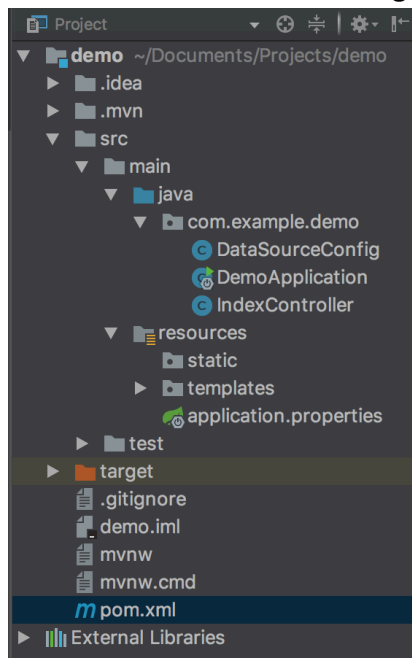 Project
demo ~/Documents/Projects/demo
.idea
.mvn
src
main
java
com.example.demo
DataSourceConfig
DemoApplication
IndexController
resources
static
templates
application.properties
test
target
.gitignore
demo.iml
mvnw
mvnw.cmd
pom.xml
External Libraries